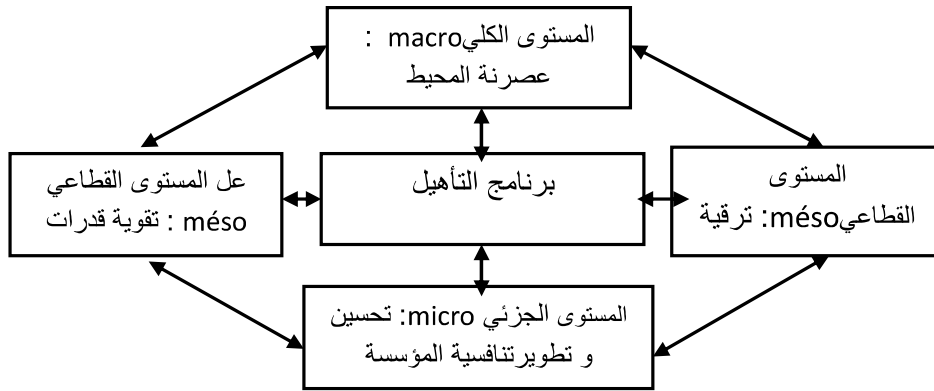 المستوى الكليmacro :
عصرنة المحيط
المستوى
القطاعيméso: ترقية
برنامج التأهيل
عل المستوى القطاعي
méso : تقوية قدرات
المستوى الجزئي micro: تحسين
و تطويرتنافسية المؤسسة